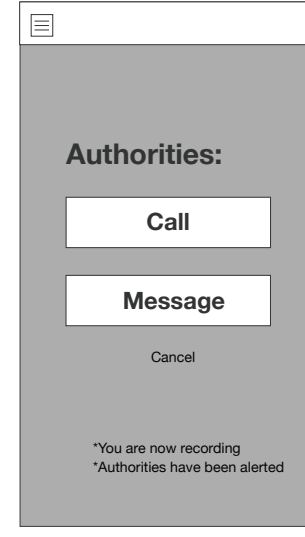 Authorities:
Call
Message
Cancel
*You are now recording
*Authorities have been alerted